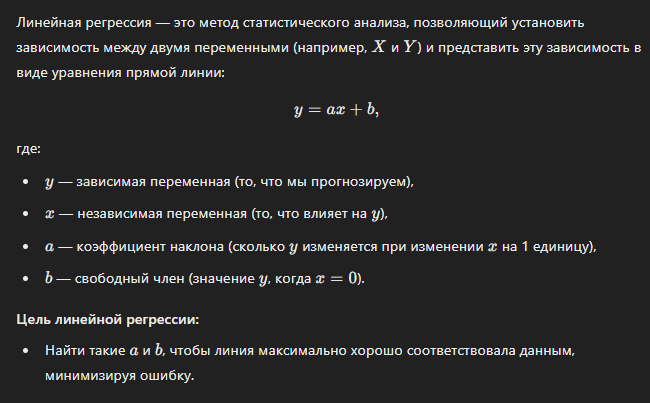 Линейная регрессия — это метод статистического анализа, позволяющий установить
зависимость между двумя переменными (например, X и Y) и представить эту зависимость в
виде уравнения прямой линии:
y = ax + b,
где:
• y — зависимая переменная (то, что мы прогнозируем),
• x — независимая переменная (то, что влияет на y),
• a — коэффициент наклона (сколько y изменяется при изменении x на 1 единицу),
• b — свободный член (значение y, когда x = 0).
Цель линейной регрессии:
• Найти такие a и b, чтобы линия максимально хорошо соответствовала данным,
минимизируя ошибку.